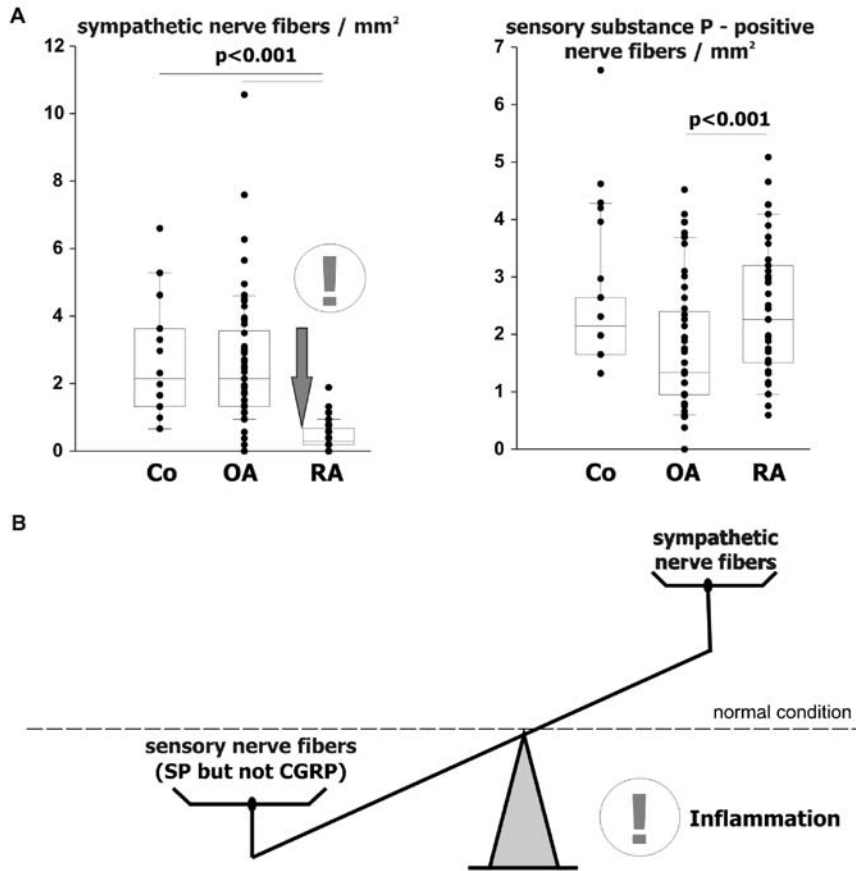 A
sympathetic nerve fibers / mm²
p<0.001
12
10
8
6
4
2
0
Co OA RA
sensory substance P - positive
nerve fibers / mm²
p<0.001
7
6
5
4
3
2
1
0
Co OA RA
B
sympathetic
nerve fibers
normal condition
sensory nerve fibers
(SP but not CGRP)
! Inflammation